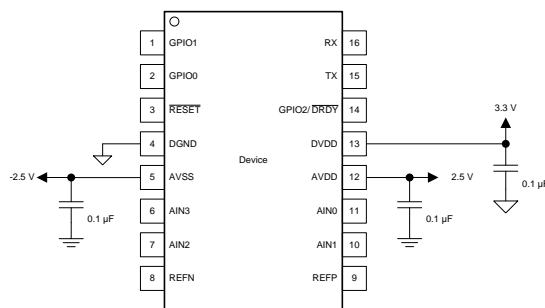 1 GPIO1 RX 16
2 GPIO0 TX 15
3 RESET GPIO2/DRDY 14
3.3 V
4 DGND DVDD 13
Device
0.1 µF
-2.5 V 5 AVSS AVDD 12 2.5 V
0.1 µF 6 AIN3 AIN0 11 0.1 µF
7 AIN2 AIN1 10
8 REFN REFP 9